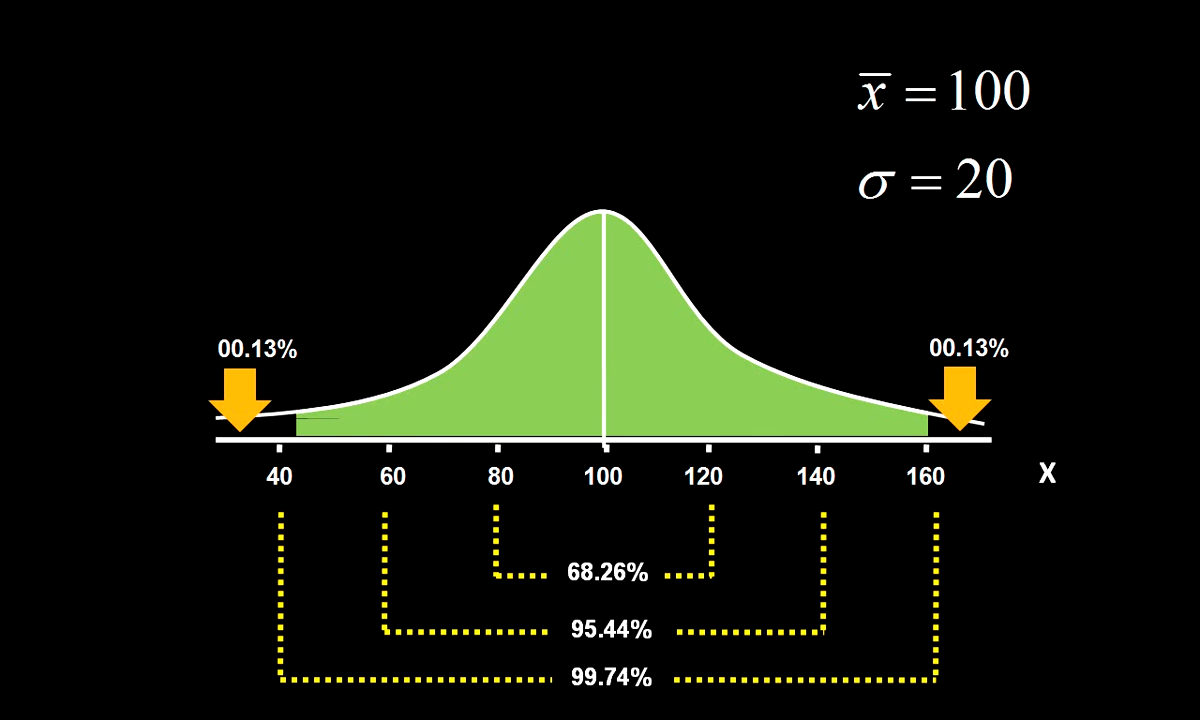 x̅ = 100
σ = 20
00.13% 00.13%
40 60 80 100 120 140 160 X
68.26%
95.44%
99.74%